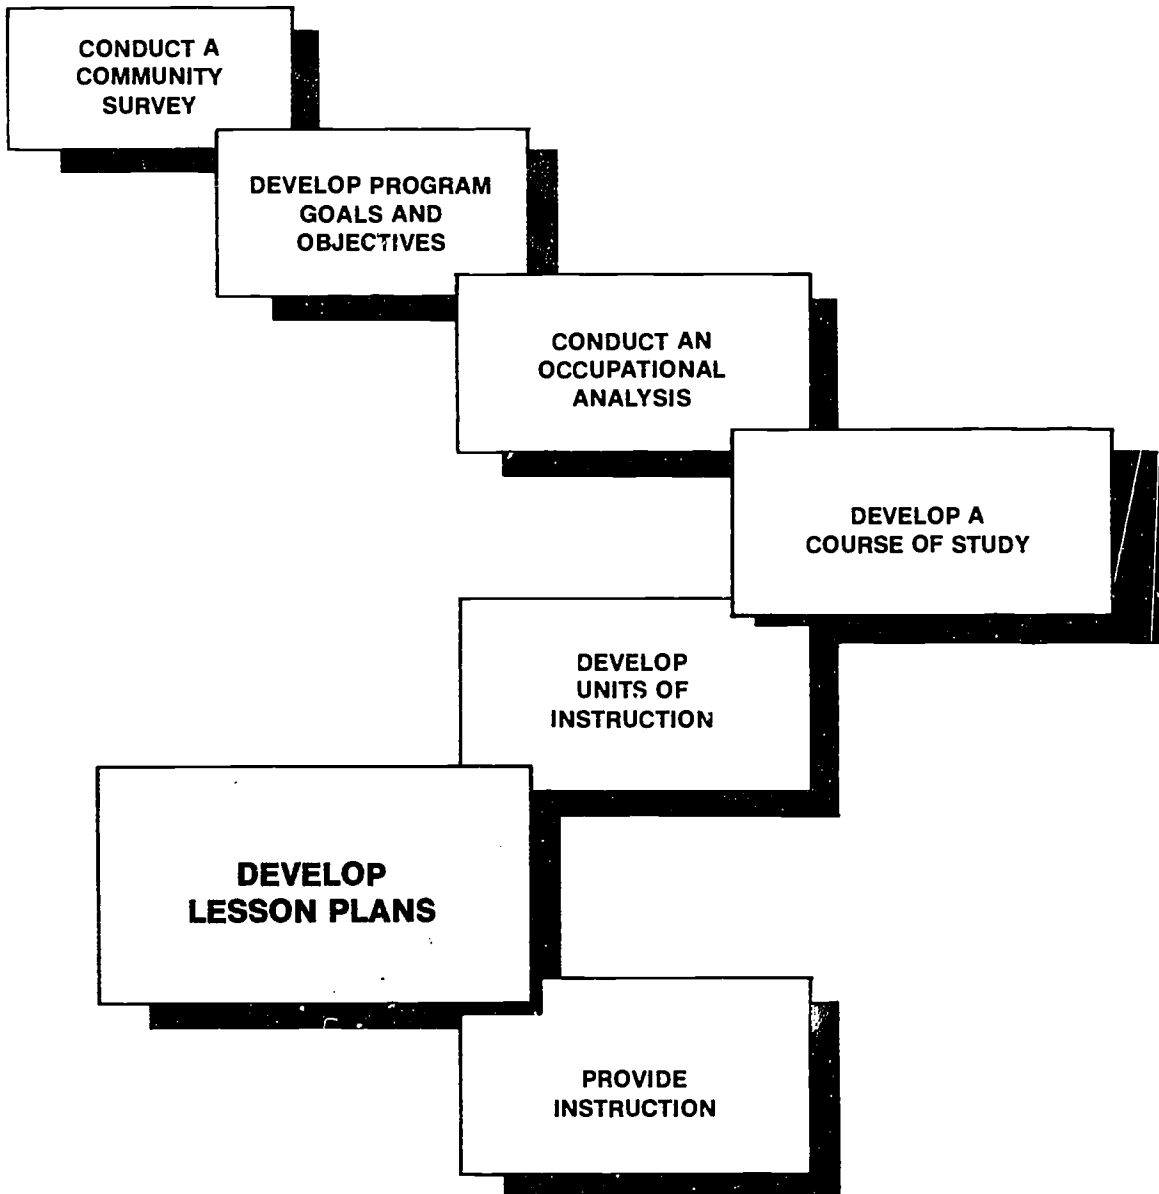 CONDUCT A
COMMUNITY
SURVEY
DEVELOP PROGRAM
GOALS AND
OBJECTIVES
CONDUCT AN
OCCUPATIONAL
ANALYSIS
DEVELOP A
COURSE OF STUDY
DEVELOP
UNITS OF
INSTRUCTION
DEVELOP
LESSON PLANS
PROVIDE
INSTRUCTION